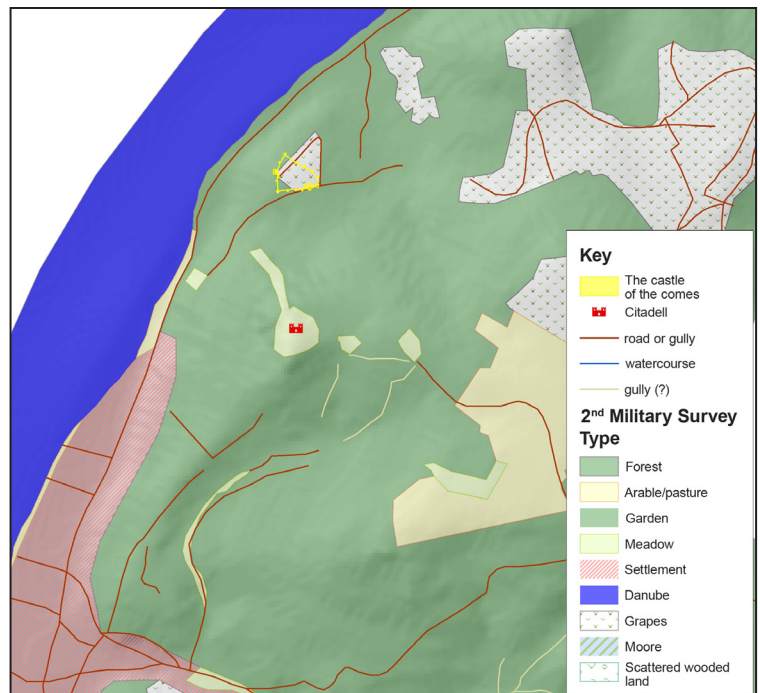 Key
The castle
of the comes
Citadell
road or gully
watercourse
gully (?)
2nd Military Survey
Type
Forest
Arable/pasture
Garden
Meadow
Settlement
Danube
Grapes
Moore
Scattered wooded
land